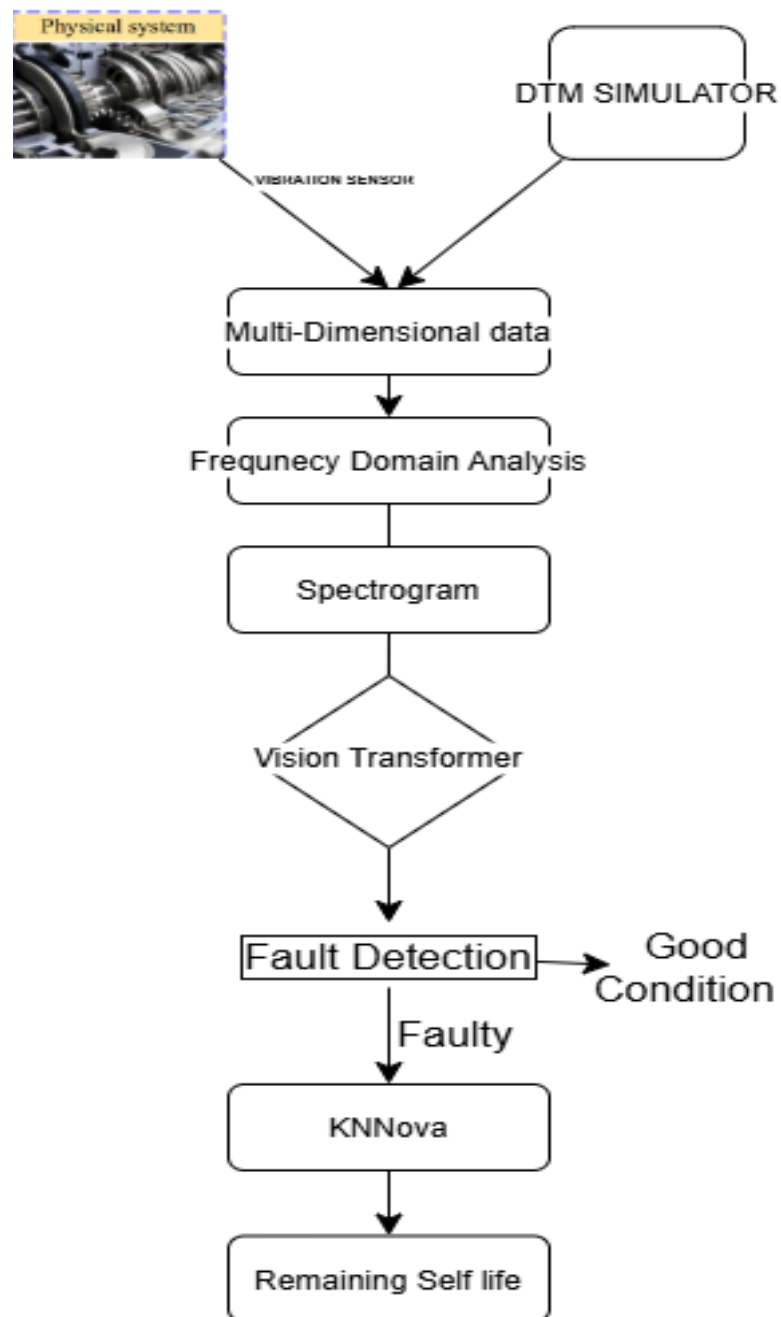 Physical system
DTM SIMULATOR
VIBRATION SENSOR
Multi-Dimensional data
Frequnecy Domain Analysis
Spectrogram
Vision Transformer
Fault Detection
Good
Condition
Faulty
KNNova
Remaining Self life